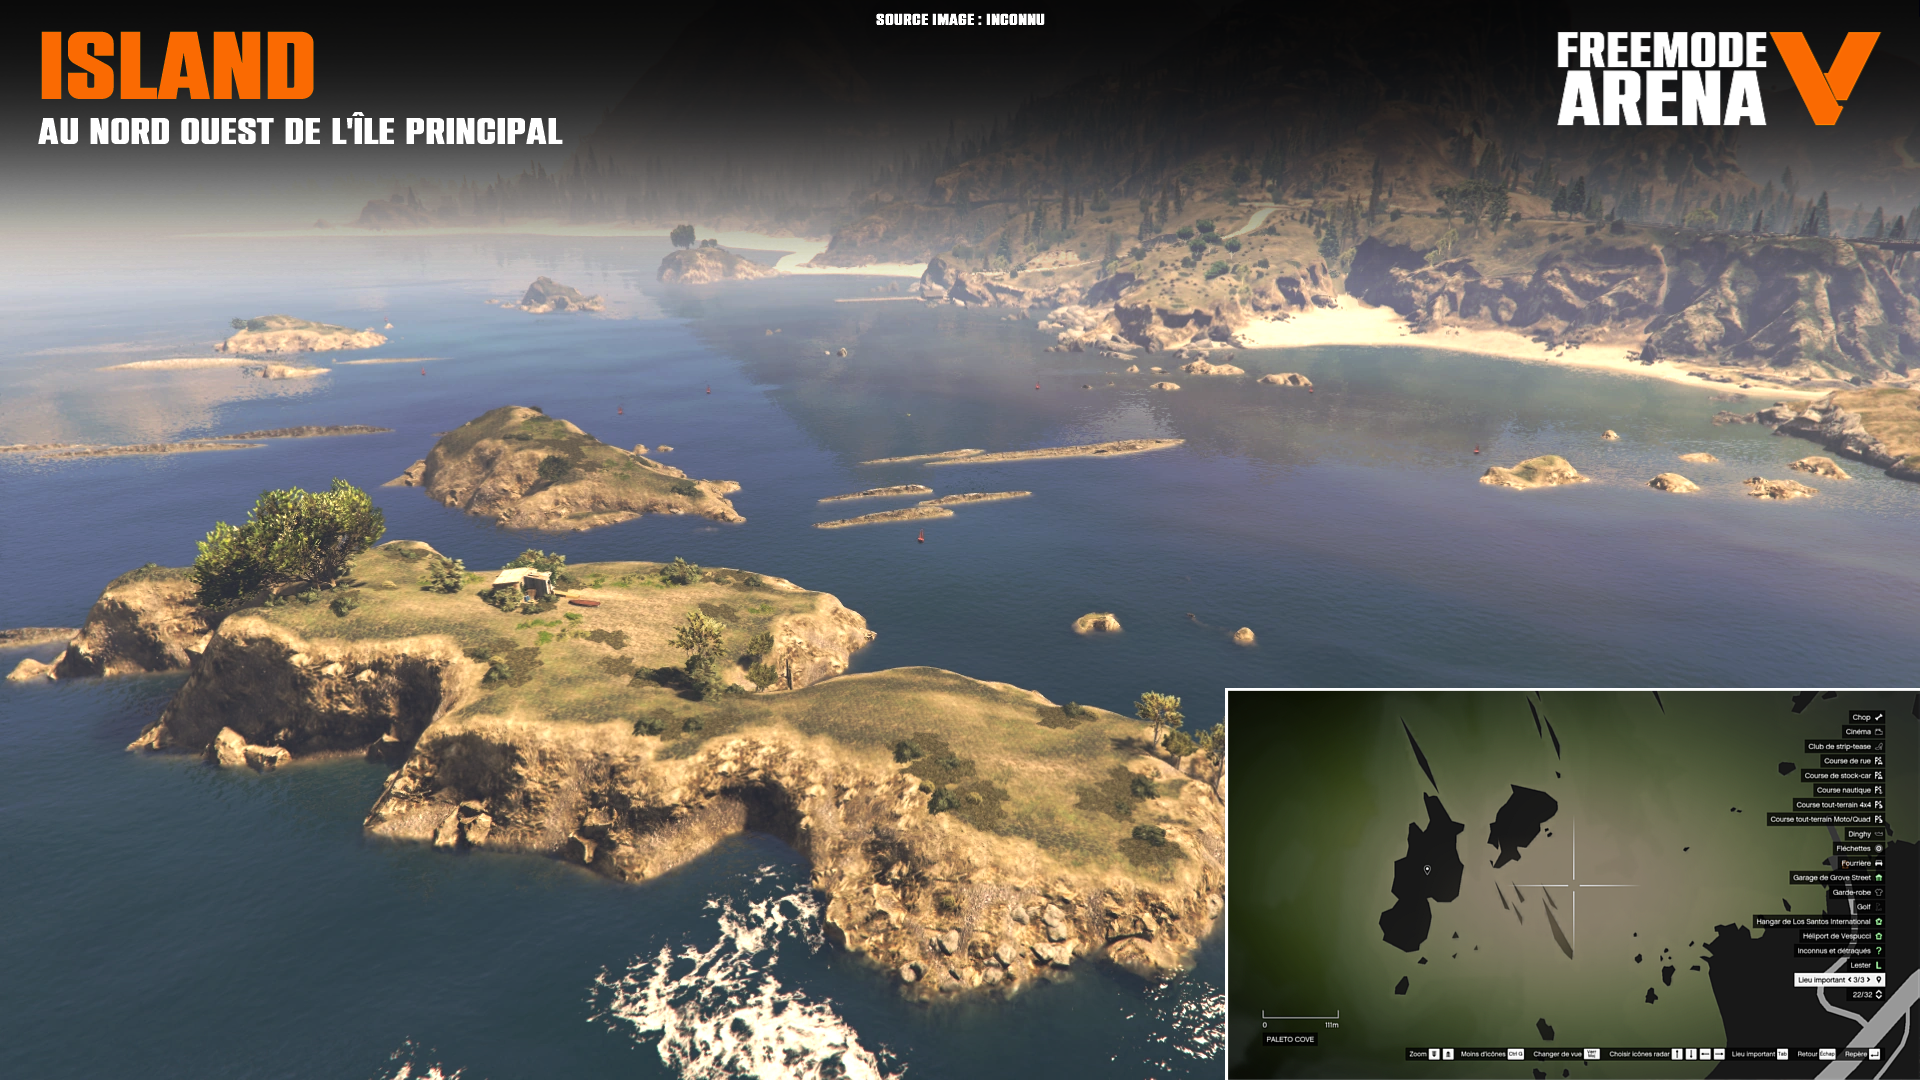 SOURCE IMAGE : INCONNU
ISLAND
AU NORD OUEST DE L'ÎLE PRINCIPAL
FREEMODE
ARENA V
Chop
Cinéma
Club de strip-tease
Course de rue
Course de stock-car
Course nautique
Course tout-terrain 4x4
Course tout-terrain Moto/Quad
Dinghy
Fléchettes
Fourrière
Garage de Grove Street
Garde-robe
Golf
Hangar de Los Santos International
Héliport de Vespucci
Inconnus et détraqués
Lester
Lieu important < 3/3 >
22/32
0 111m
PALETO COVE
Zoom Moins d'icônes Ctrl G Changer de vue Choisir icônes radar Lieu important Tab Retour Echap Repère